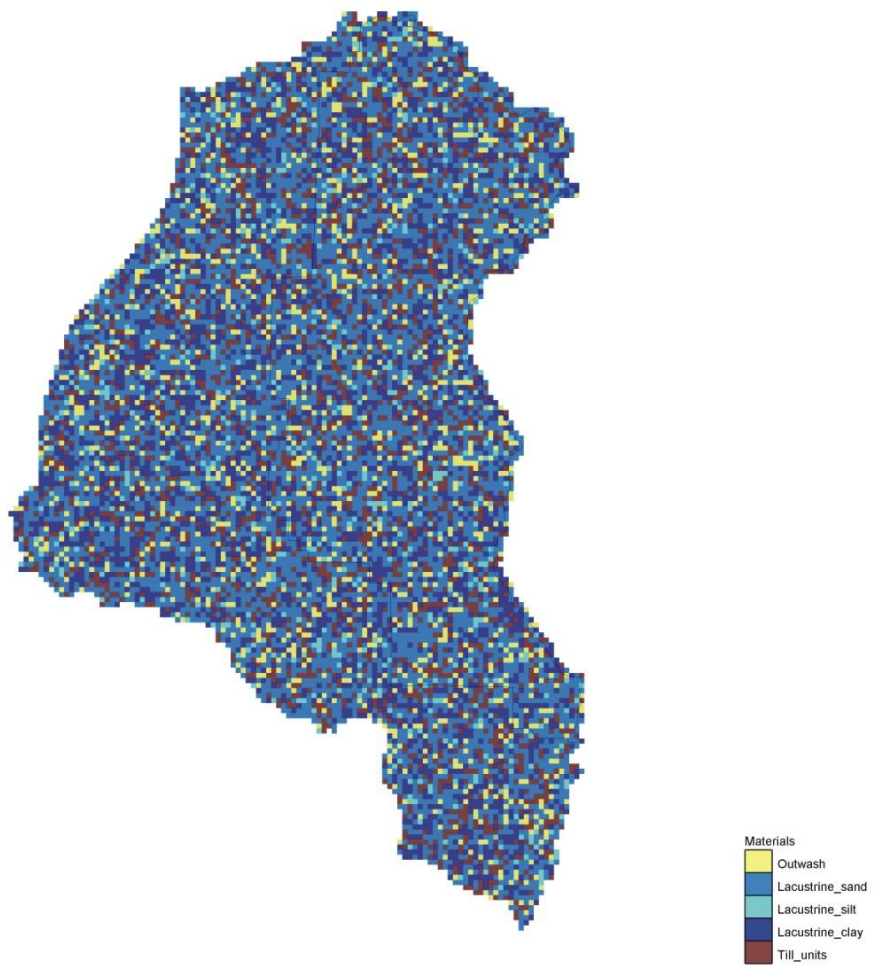 Materials
Outwash
Lacustrine_sand
Lacustrine_silt
Lacustrine_clay
Till_units